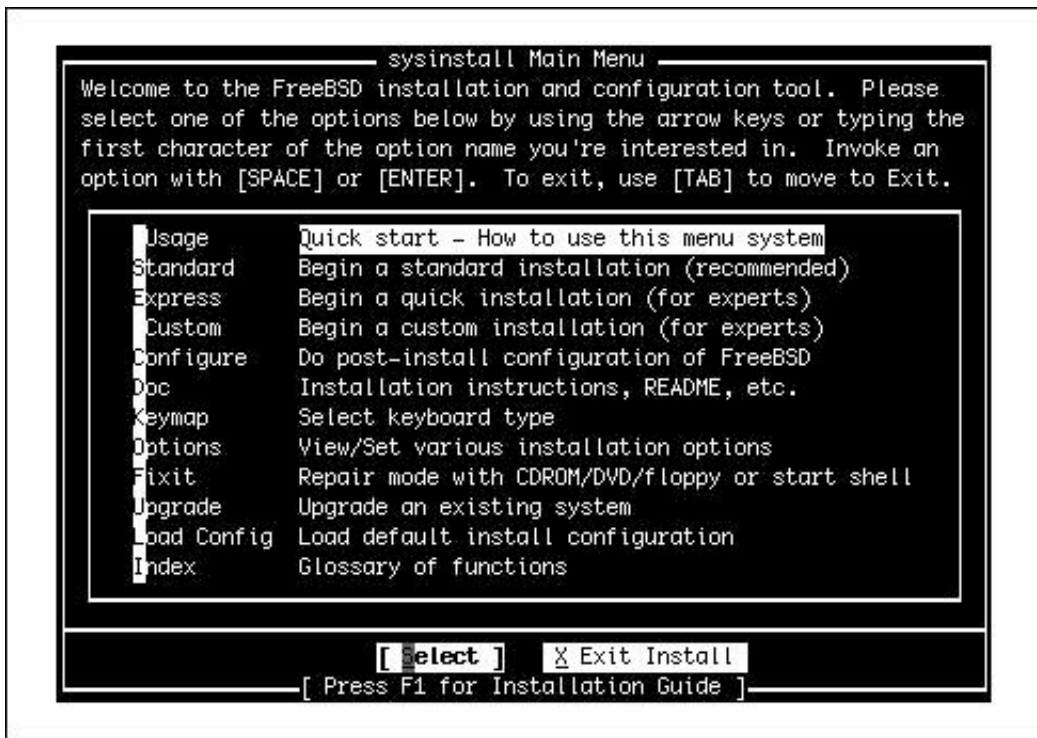 sysinstall Main Menu
Welcome to the FreeBSD installation and configuration tool.  Please
select one of the options below by using the arrow keys or typing the
first character of the option name you're interested in.  Invoke an
option with [SPACE] or [ENTER].  To exit, use [TAB] to move to Exit.
Usage Quick start - How to use this menu system
Standard Begin a standard installation (recommended)
Express Begin a quick installation (for experts)
Custom Begin a custom installation (for experts)
Configure Do post-install configuration of FreeBSD
Doc Installation instructions, README, etc.
Keymap Select keyboard type
Options View/Set various installation options
Fixit Repair mode with CDROM/DVD/floppy or start shell
Upgrade Upgrade an existing system
Load Config Load default install configuration
Index Glossary of functions
[ Select ] X Exit Install
[ Press F1 for Installation Guide ]